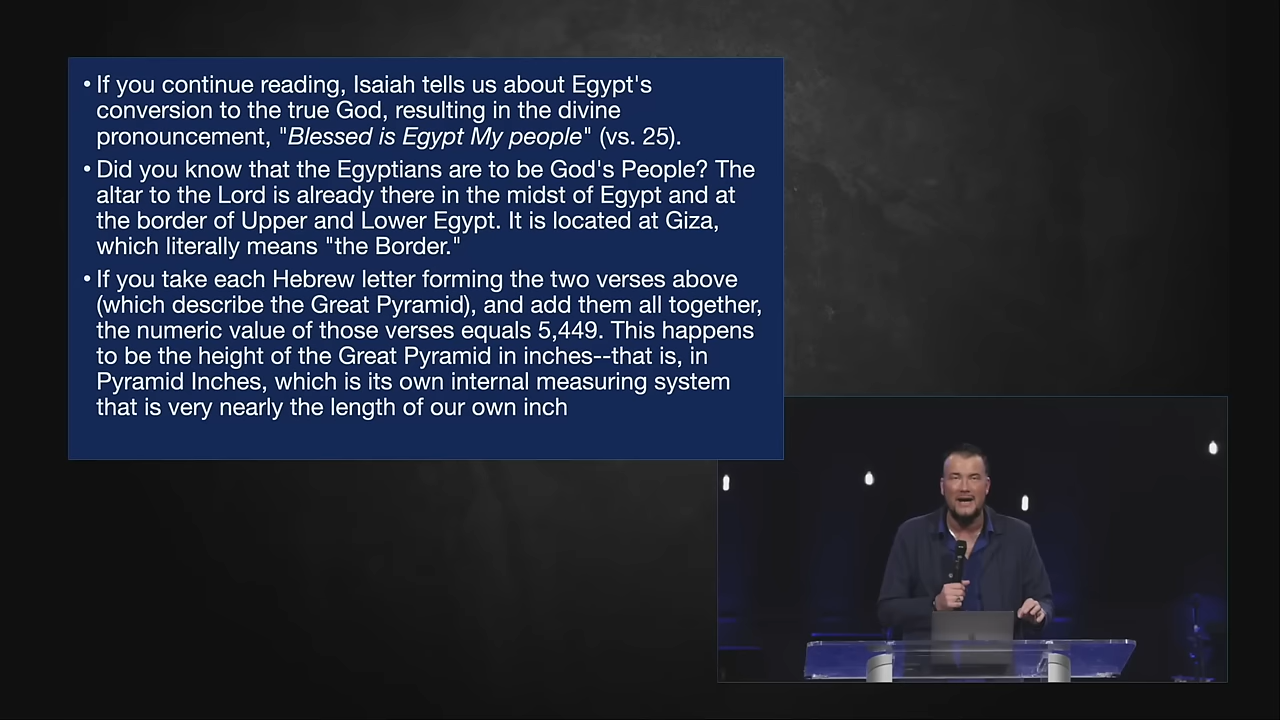 • If you continue reading, Isaiah tells us about Egypt's
conversion to the true God, resulting in the divine
pronouncement, "Blessed is Egypt My people" (vs. 25).
• Did you know that the Egyptians are to be God's People? The
altar to the Lord is already there in the midst of Egypt and at
the border of Upper and Lower Egypt. It is located at Giza,
which literally means "the Border."
• If you take each Hebrew letter forming the two verses above
(which describe the Great Pyramid), and add them all together,
the numeric value of those verses equals 5,449. This happens
to be the height of the Great Pyramid in inches--that is, in
Pyramid Inches, which is its own internal measuring system
that is very nearly the length of our own inch